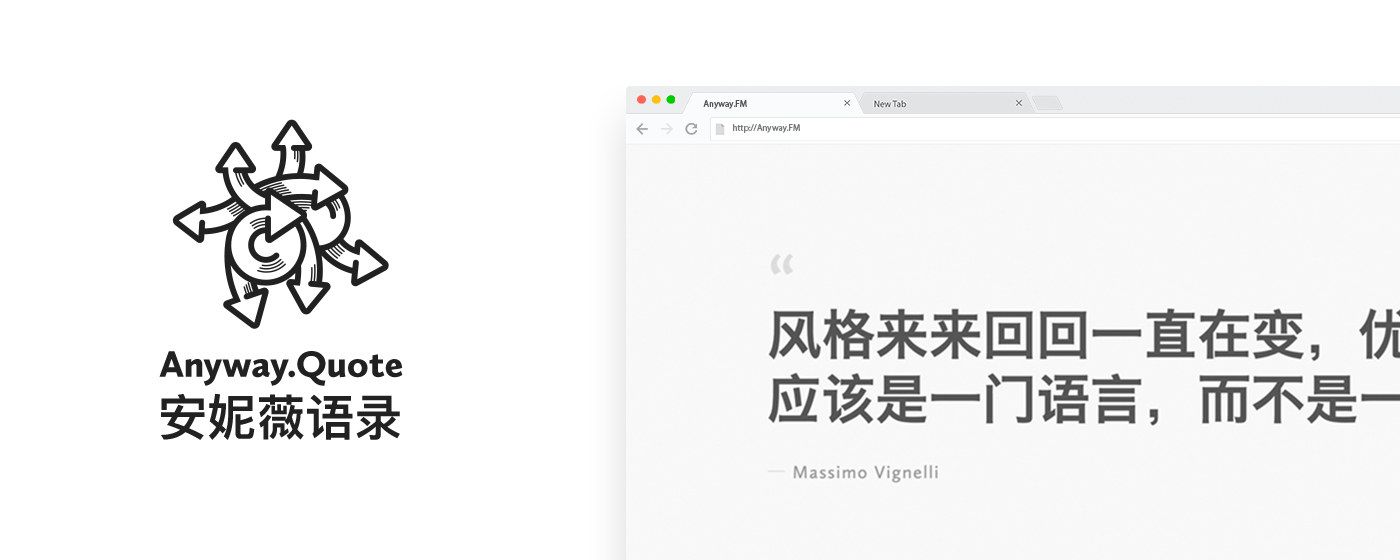 Anyway.Quote
安妮薇语录
Anyway.FM
New Tab
http://Anyway.FM
“
风格来来回回一直在变，优
应该是一门语言，而不是一
— Massimo Vignelli